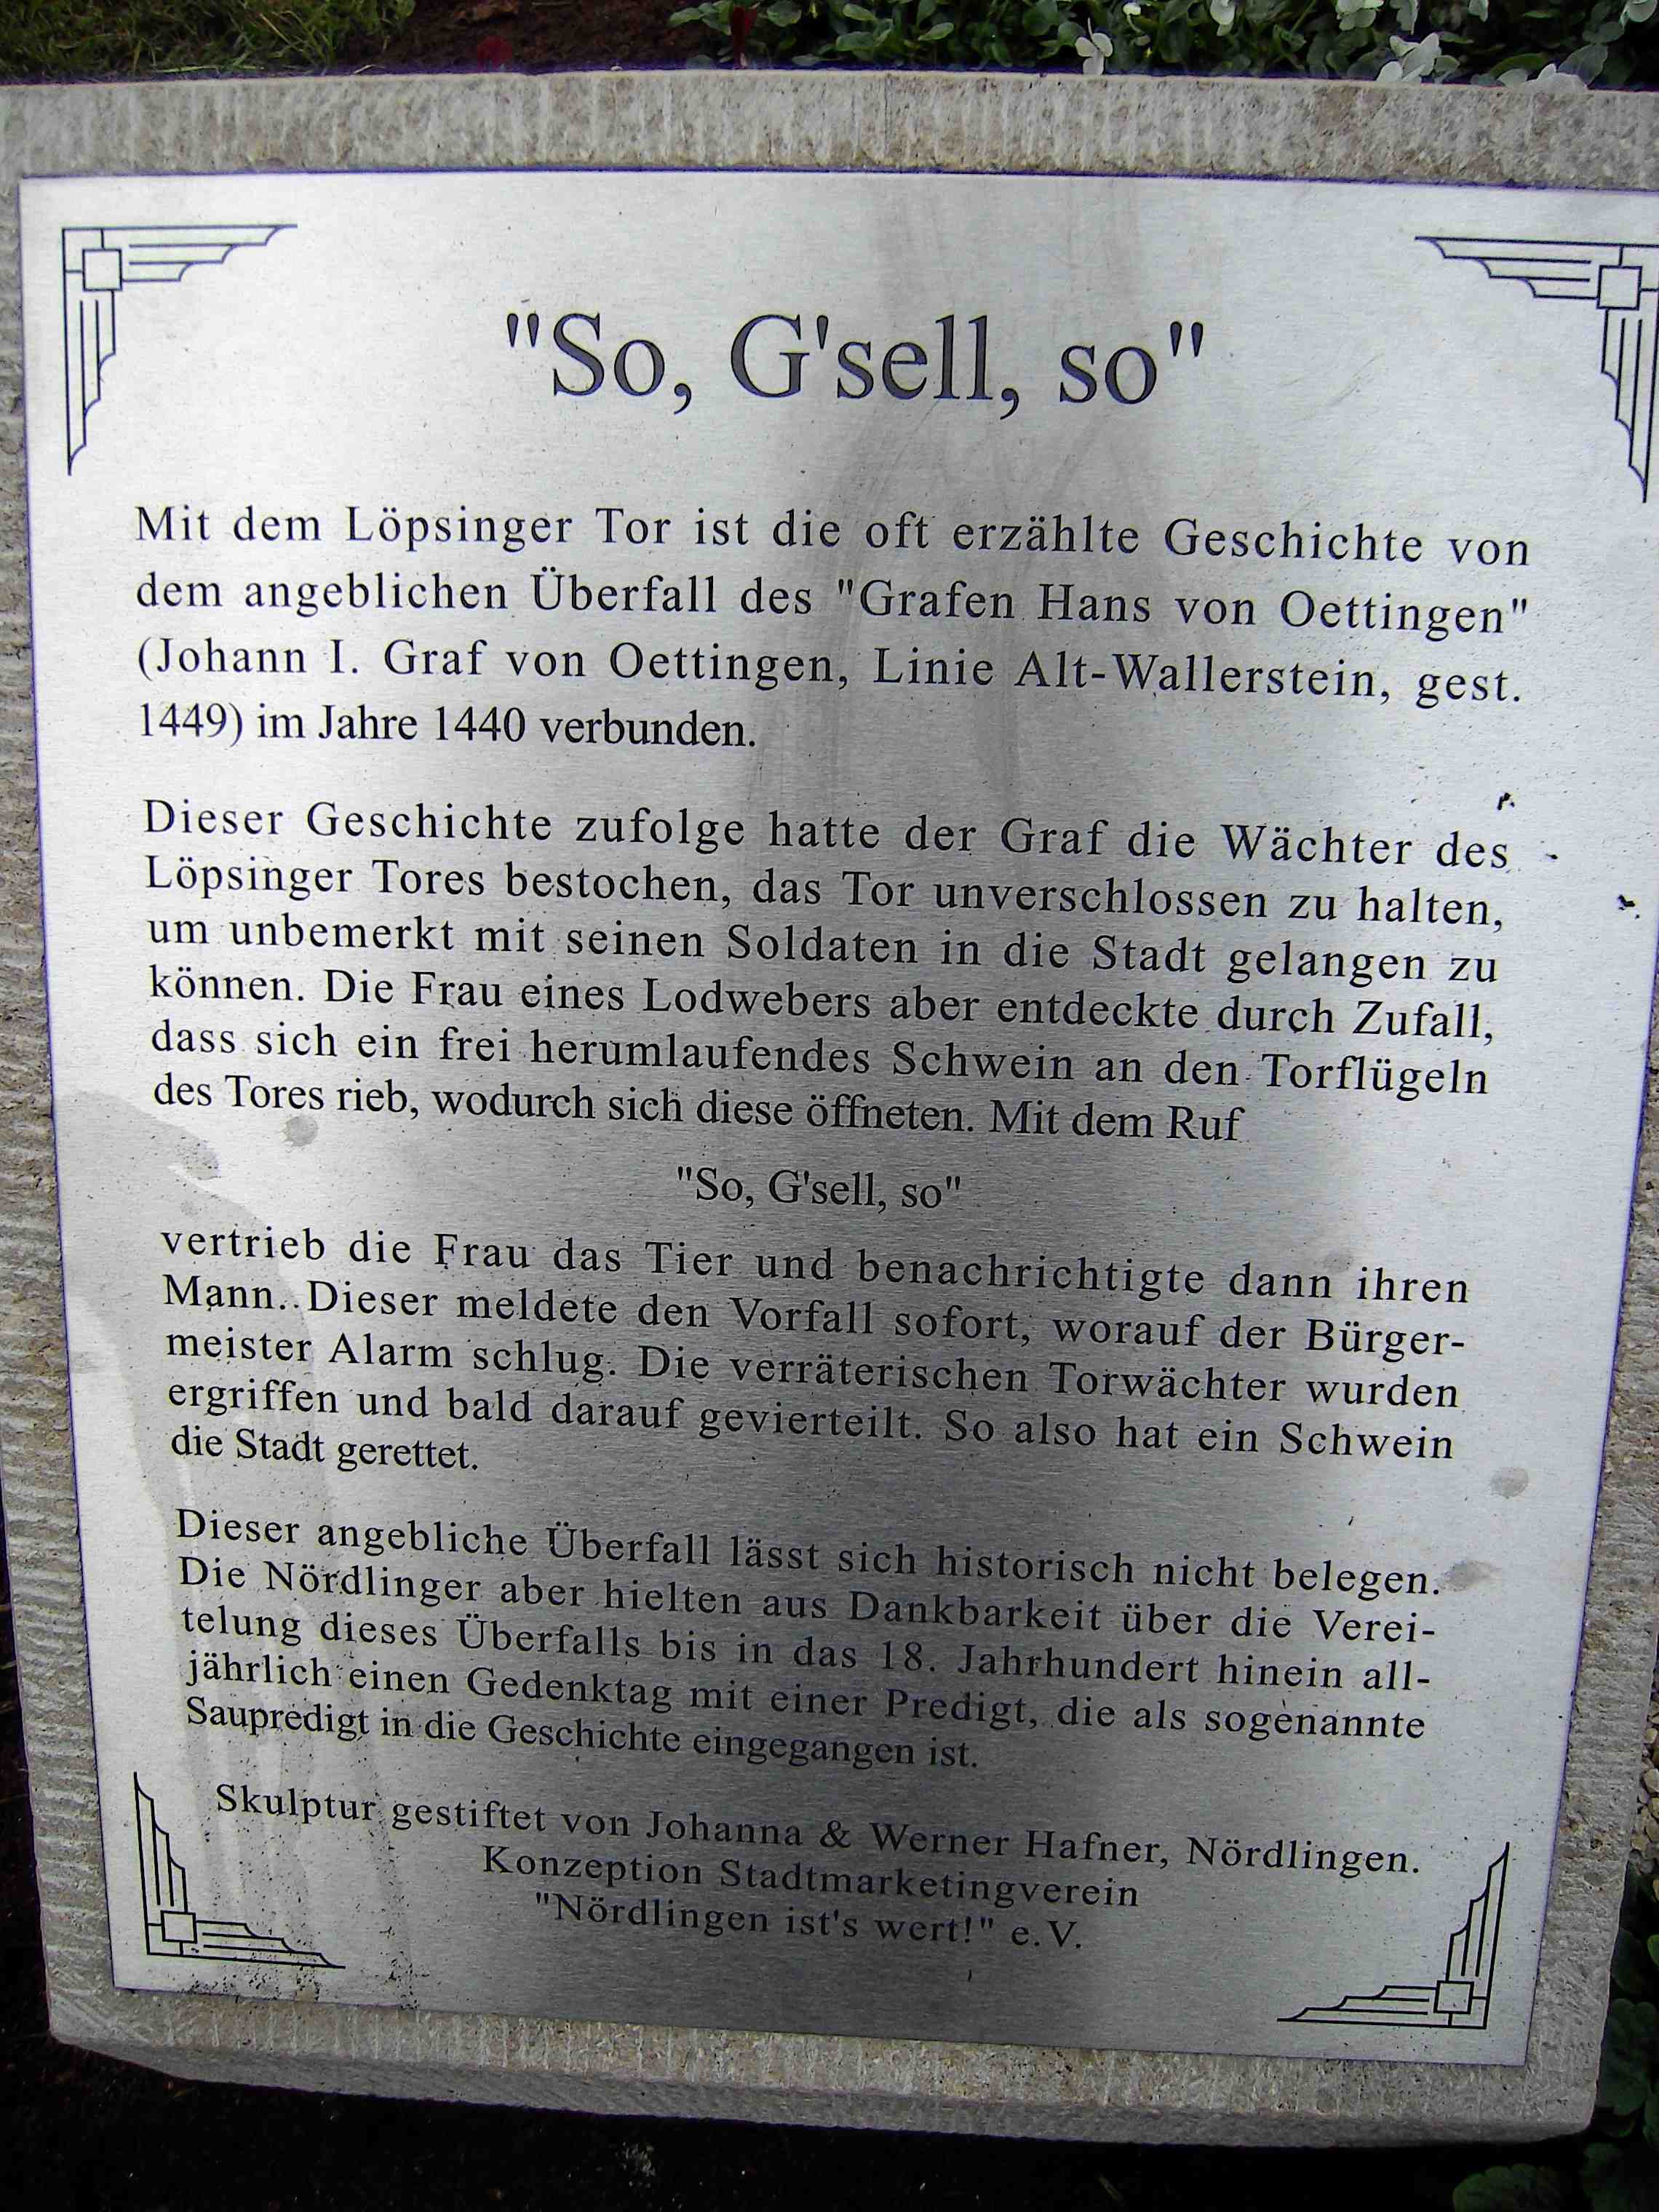 "So, G'sell, so"
Mit dem Löpsinger Tor ist die oft erzählte Geschichte von
dem angeblichen Überfall des "Grafen Hans von Oettingen"
(Johann I. Graf von Oettingen, Linie Alt-Wallerstein, gest.
1449) im Jahre 1440 verbunden.
Dieser Geschichte zufolge hatte der Graf die Wächter des
Löpsinger Tores bestochen, das Tor unverschlossen zu halten,
um unbemerkt mit seinen Soldaten in die Stadt gelangen zu
können. Die Frau eines Lodwebers aber entdeckte durch Zufall,
dass sich ein frei herumlaufendes Schwein an den Torflügeln
des Tores rieb, wodurch sich diese öffneten. Mit dem Ruf
"So, G'sell, so"
vertrieb die Frau das Tier und benachrichtigte dann ihren
Mann. Dieser meldete den Vorfall sofort, worauf der Bürger-
meister Alarm schlug. Die verräterischen Torwächter wurden
ergriffen und bald darauf gevierteilt. So also hat ein Schwein
die Stadt gerettet.
Dieser angebliche Überfall lässt sich historisch nicht belegen.
Die Nördlinger aber hielten aus Dankbarkeit über die Verei-
telung dieses Überfalls bis in das 18. Jahrhundert hinein all-
jährlich einen Gedenktag mit einer Predigt, die als sogenannte
Saupredigt in die Geschichte eingegangen ist.
Skulptur gestiftet von Johanna & Werner Hafner, Nördlingen.
Konzeption Stadtmarketingverein
"Nördlingen ist's wert!" e.V.